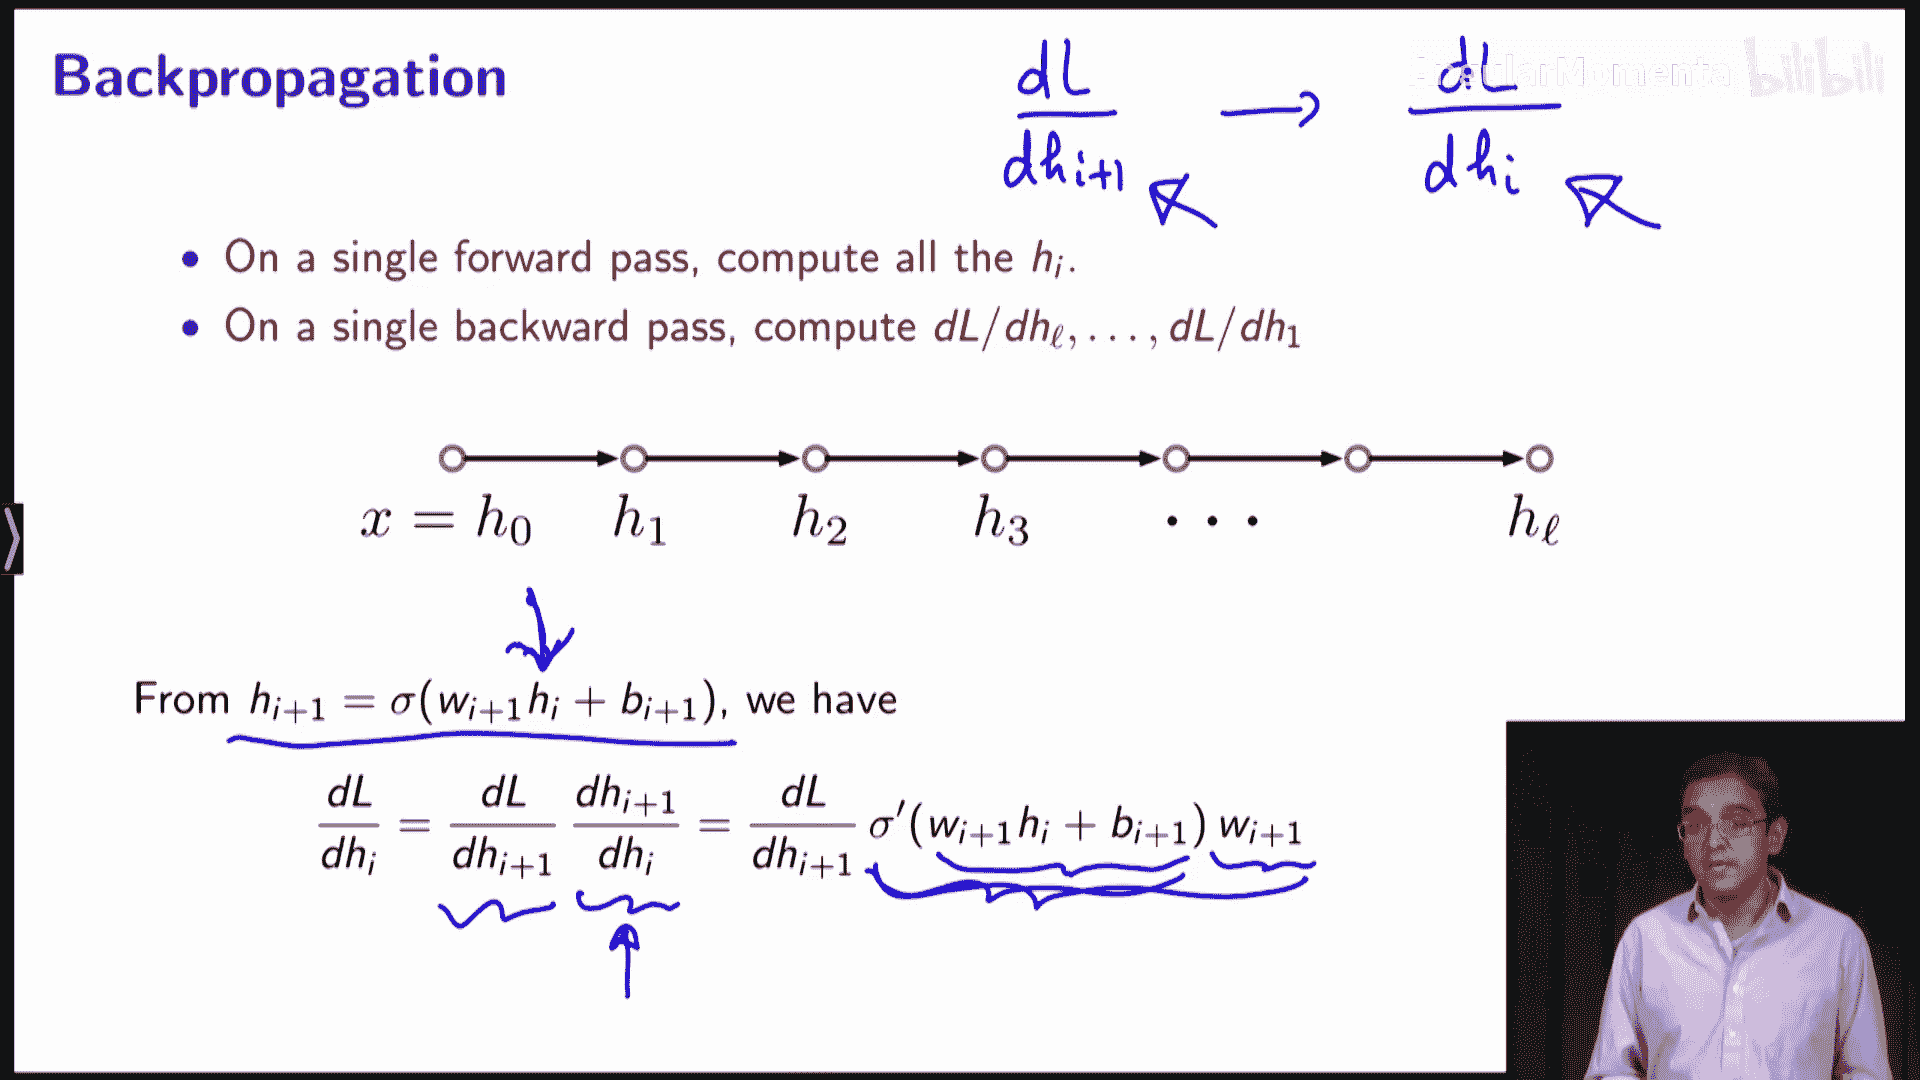 Backpropagation
dL/dh_{i+1} → dL/dh_i
AngularMomenta bilibili
• On a single forward pass, compute all the h_i.
• On a single backward pass, compute dL/dh_ℓ, . . . , dL/dh_1
x = h_0 h_1 h_2 h_3 · · · h_ℓ
From h_{i+1} = σ(w_{i+1}h_i + b_{i+1}), we have
dL/dh_i = dL/dh_{i+1} dh_{i+1}/dh_i = dL/dh_{i+1} σ′(w_{i+1}h_i + b_{i+1}) w_{i+1}